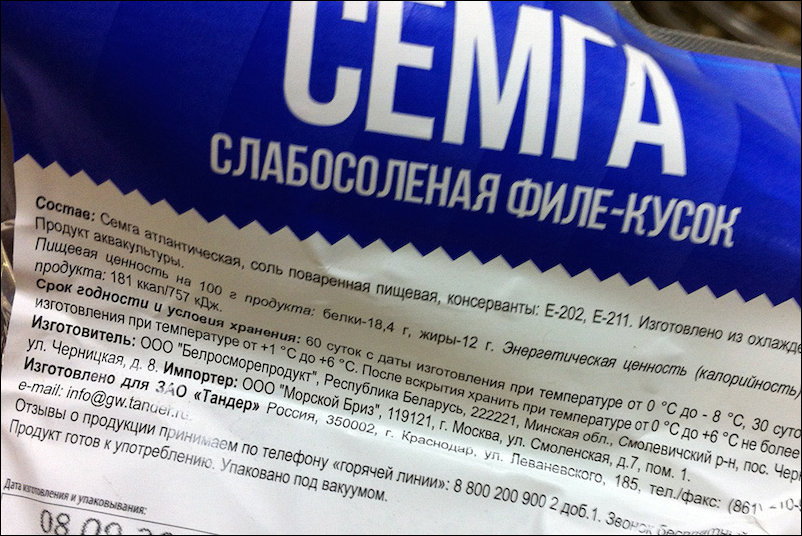 СЕМГА
СЛАБОСОЛЕНАЯ ФИЛЕ-КУСОК
Состав: Семга атлантическая, соль поваренная пищевая, консерванты: Е-202, Е-211. Изготовлено из охлажде
Продукт аквакультуры.
Пищевая ценность на 100 г продукта: белки-18,4 г, жиры-12 г. Энергетическая ценность (калорийность)
продукта: 181 ккал/757 кДж.
Срок годности и условия хранения: 60 суток с даты изготовления при температуре от 0 °С до - 8 °С, 30 суток
изготовления при температуре от +1 °С до +6 °С. После вскрытия хранить при температуре от 0 °С до +6 °С не более
Изготовитель: ООО "Белросморепродукт", Республика Беларусь, 222221, Минская обл., Смолевичский р-н, пос. Черн
ул. Черницкая, д. 8. Импортер: ООО "Морской Бриз", 119121, г. Москва, ул. Смоленская, д.7, пом. 1.
Изготовлено для ЗАО «Тандер» Россия, 350002, г. Краснодар, ул. Леваневского, 185, тел./факс: (861)
e-mail: info@gw.tander.ru.
Отзывы о продукции принимаем по телефону «горячей линии»: 8 800 200 900 2 доб.1. Звонок бесплатный
Продукт готов к употреблению. Упаковано под вакуумом.
Дата изготовления и упаковывания:
08.09